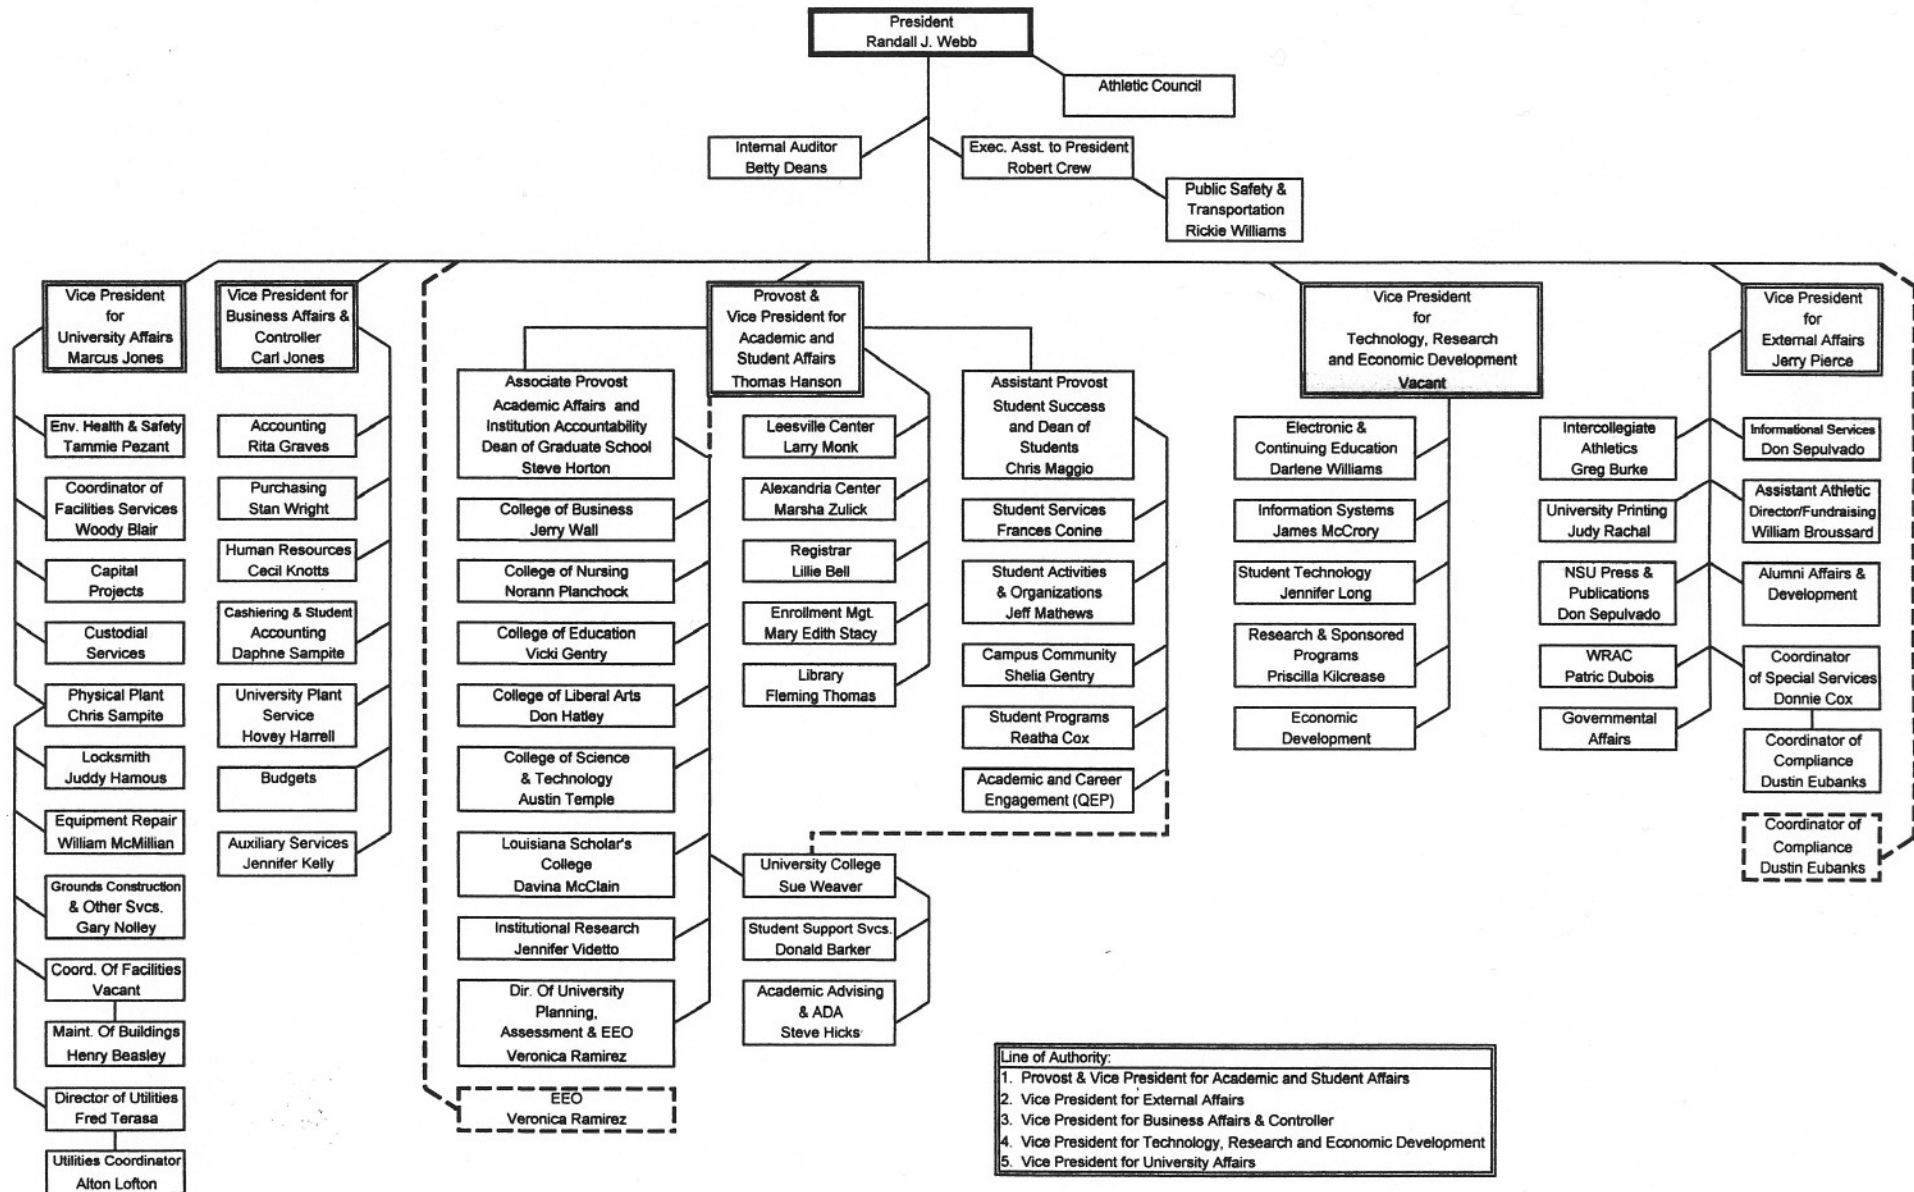 President
Randall J. Webb
Athletic Council
Internal Auditor
Betty Deans
Exec. Asst. to President
Robert Crew
Public Safety &
Transportation
Rickie Williams
Vice President
for
University Affairs
Marcus Jones
Env. Health & Safety
Tammie Pezant
Coordinator of
Facilities Services
Woody Blair
Capital
Projects
Custodial
Services
Physical Plant
Chris Sampite
Locksmith
Juddy Hamous
Equipment Repair
William McMillian
Grounds Construction
& Other Svcs.
Gary Nolley
Coord. Of Facilities
Vacant
Maint. Of Buildings
Henry Beasley
Director of Utilities
Fred Terasa
Utilities Coordinator
Alton Lofton
Vice President for
Business Affairs &
Controller
Carl Jones
Accounting
Rita Graves
Purchasing
Stan Wright
Human Resources
Cecil Knotts
Cashiering & Student
Accounting
Daphne Sampite
University Plant
Service
Hovey Harrell
Budgets
Auxiliary Services
Jennifer Kelly
Provost &
Vice President for
Academic and
Student Affairs
Thomas Hanson
Associate Provost
Academic Affairs and
Institution Accountability
Dean of Graduate School
Steve Horton
College of Business
Jerry Wall
College of Nursing
Norann Planchock
College of Education
Vicki Gentry
College of Liberal Arts
Don Hatley
College of Science
& Technology
Austin Temple
Louisiana Scholar's
College
Davina McClain
Institutional Research
Jennifer Videtto
Dir. Of University
Planning,
Assessment & EEO
Veronica Ramirez
EEO
Veronica Ramirez
Leesville Center
Larry Monk
Alexandria Center
Marsha Zulick
Registrar
Lillie Bell
Enrollment Mgt.
Mary Edith Stacy
Library
Fleming Thomas
University College
Sue Weaver
Student Support Svcs.
Donald Barker
Academic Advising
& ADA
Steve Hicks
Assistant Provost
Student Success
and Dean of
Students
Chris Maggio
Student Services
Frances Conine
Student Activities
& Organizations
Jeff Mathews
Campus Community
Shelia Gentry
Student Programs
Reatha Cox
Academic and Career
Engagement (QEP)
Vice President
for
Technology, Research
and Economic Development
Vacant
Electronic &
Continuing Education
Darlene Williams
Information Systems
James McCrory
Student Technology
Jennifer Long
Research & Sponsored
Programs
Priscilla Kilcrease
Economic
Development
Vice President
for
External Affairs
Jerry Pierce
Intercollegiate
Athletics
Greg Burke
University Printing
Judy Rachal
NSU Press &
Publications
Don Sepulvado
WRAC
Patric Dubois
Governmental
Affairs
Informational Services
Don Sepulvado
Assistant Athletic
Director/Fundraising
William Broussard
Alumni Affairs &
Development
Coordinator
of Special Services
Donnie Cox
Coordinator of
Compliance
Dustin Eubanks
Coordinator of
Compliance
Dustin Eubanks
Line of Authority:
1. Provost & Vice President for Academic and Student Affairs
2. Vice President for External Affairs
3. Vice President for Business Affairs & Controller
4. Vice President for Technology, Research and Economic Development
5. Vice President for University Affairs